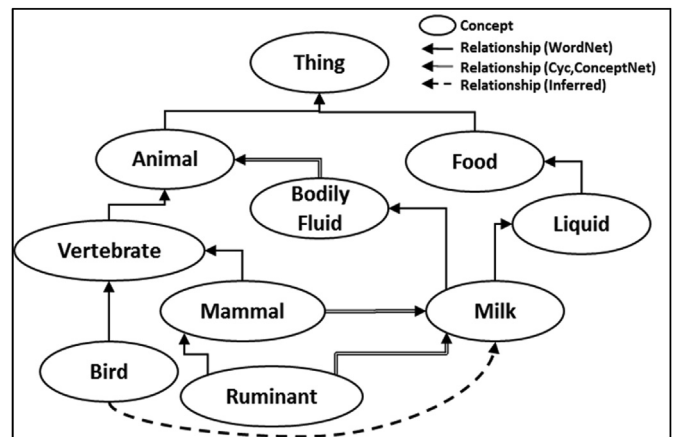 Concept
Relationship (WordNet)
Relationship (Cyc,ConceptNet)
Relationship (Inferred)
Thing
Animal
Food
Bodily
Fluid
Liquid
Vertebrate
Mammal
Milk
Bird
Ruminant